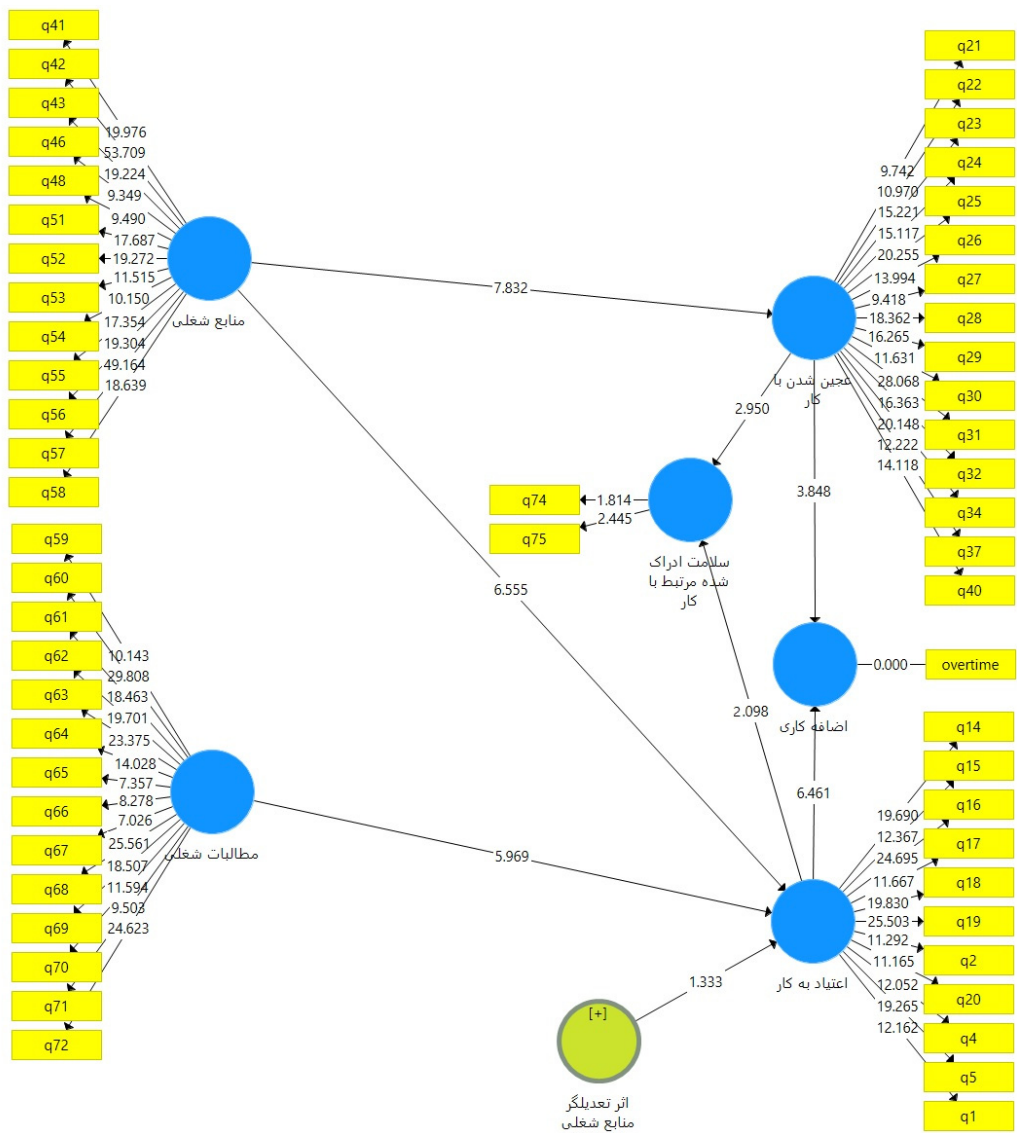 q41
q42
q43
q46
q48
q51
q52
q53
q54
q55
q56
q57
q58
19.976
53.709
19.224
9.349
9.490
17.687
19.272
11.515
10.150
17.354
19.304
49.164
18.639
منابع شغلی
q59
q60
q61
q62
q63
q64
q65
q66
q67
q68
q69
q70
q71
q72
10.143
29.808
18.463
19.701
23.375
14.028
7.357
8.278
7.026
25.561
18.507
11.594
9.503
24.623
مطالبات شغلی
7.832
6.555
5.969
1.333
[+]
اثر تعدیلگر
منابع شغلی
q74
q75
1.814
2.445
سلامت ادراک
شده مرتبط با
کار
2.950
3.848
2.098
6.461
عجین شدن با
کار
9.742
10.970
15.221
15.117
20.255
13.994
9.418
18.362
16.265
11.631
28.068
16.363
20.148
12.222
14.118
q21
q22
q23
q24
q25
q26
q27
q28
q29
q30
q31
q32
q34
q37
q40
اضافه کاری
0.000
overtime
اعتیاد به کار
19.690
12.367
24.695
11.667
19.830
25.503
11.292
11.165
12.052
19.265
12.162
q14
q15
q16
q17
q18
q19
q2
q20
q4
q5
q1